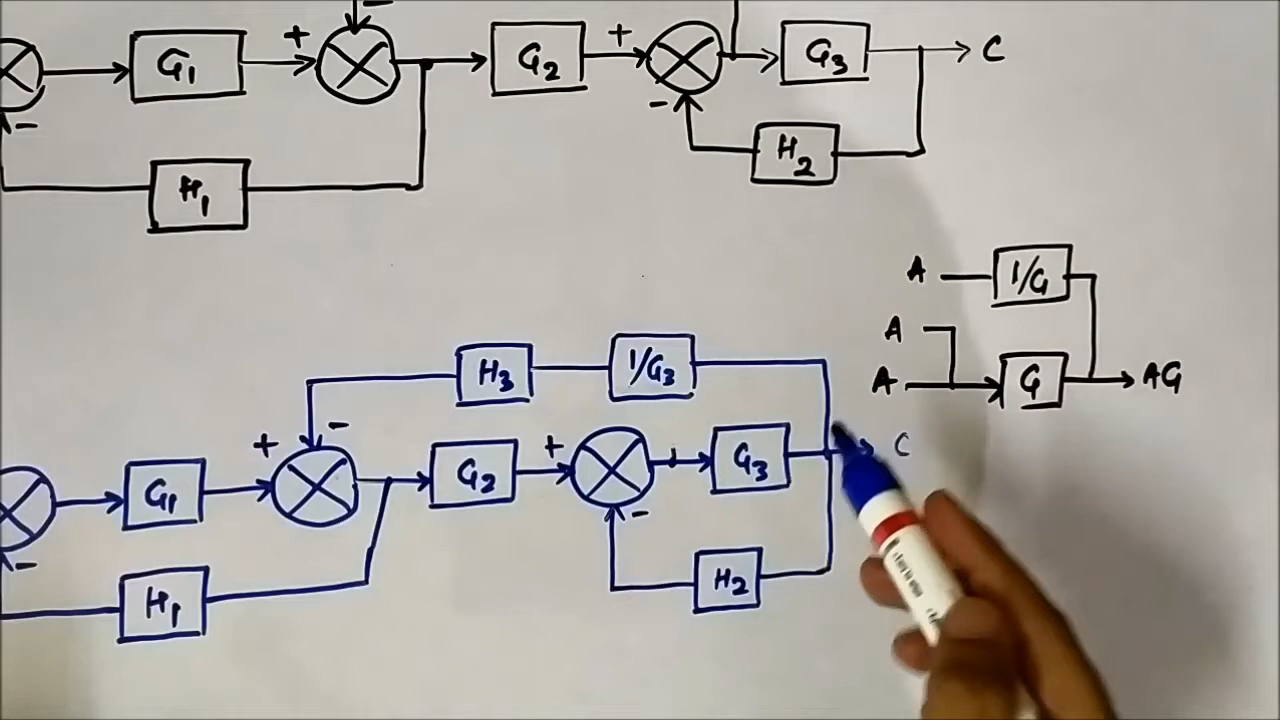 G1 + − G2 + G3 C
− −
H1 H2
A 1/G
A
A G AG
H3 1/G3
+ − G1 G2 + G3 C
− −
H1 H2